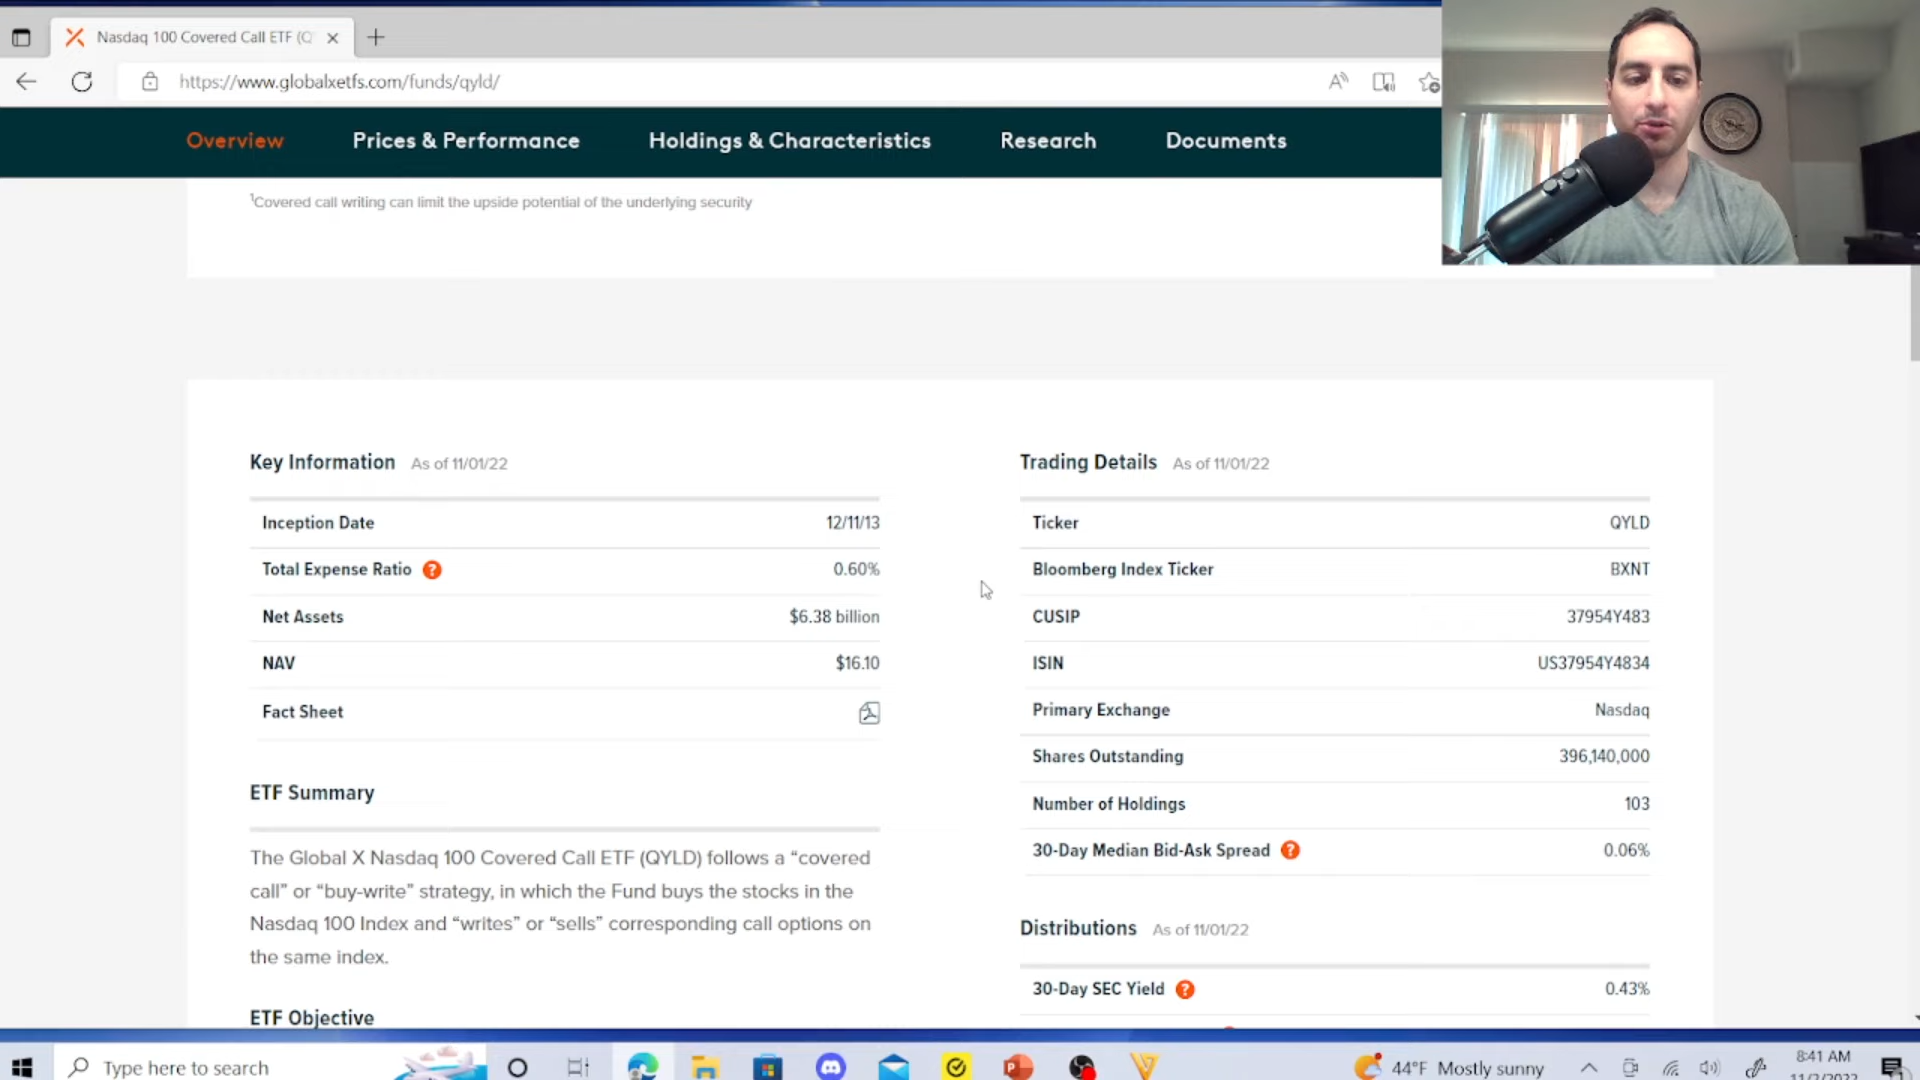 Nasdaq 100 Covered Call ETF (Q
https://www.globalxetfs.com/funds/qyld/
Overview
Prices & Performance
Holdings & Characteristics
Research
Documents
¹Covered call writing can limit the upside potential of the underlying security
Key Information As of 11/01/22
Inception Date 12/11/13
Total Expense Ratio ? 0.60%
Net Assets $6.38 billion
NAV $16.10
Fact Sheet
ETF Summary
The Global X Nasdaq 100 Covered Call ETF (QYLD) follows a “covered
call” or “buy-write” strategy, in which the Fund buys the stocks in the
Nasdaq 100 Index and “writes” or “sells” corresponding call options on
the same index.
ETF Objective
Trading Details As of 11/01/22
Ticker QYLD
Bloomberg Index Ticker BXNT
CUSIP 37954Y483
ISIN US37954Y4834
Primary Exchange Nasdaq
Shares Outstanding 396,140,000
Number of Holdings 103
30-Day Median Bid-Ask Spread ? 0.06%
Distributions As of 11/01/22
30-Day SEC Yield ? 0.43%
Type here to search
44°F Mostly sunny
8:41 AM
11/2/2022